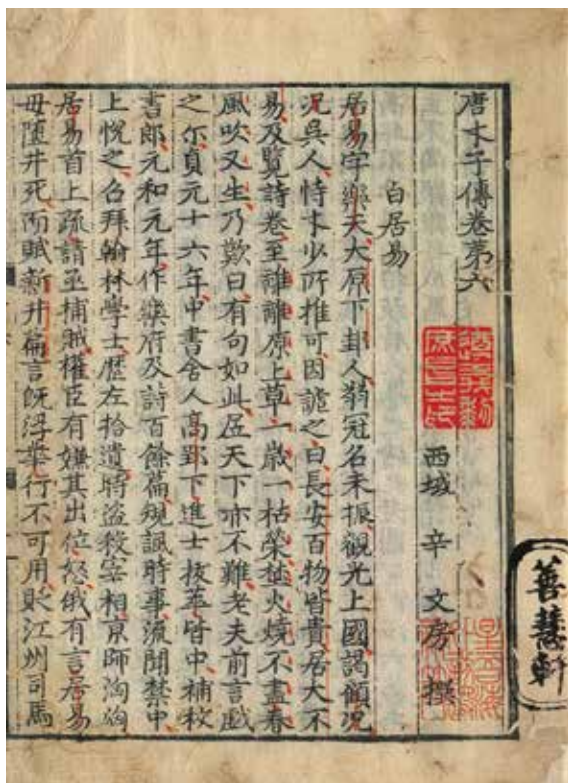 善慧軒
唐才子傳卷第六
西域 辛 文房 撰
白居易
居易字樂天大原下邽人弱冠名未振觀光上國謁顧况
况吳人恃才少所推可因謔之曰長安百物皆貴居大不
易及覽詩卷至離離原上草一歳一枯榮埜火燒不盡春
風吹又生乃歎曰有句如此居天下亦不難老夫前言戯
之尓貞元十六年中書舍人高郢下進士拔萃皆中補校
書郎元和元年作樂府及詩百餘篇規諷時事流聞禁中
上悅之召拜翰林學士歷左拾遺時盜殺宰相京師洶洶
居易首上疏請亟捕賊權臣有嫌其出位怒俄有言居易
母墮井死而賦新井篇言旣浮華行不可用貶江州司馬